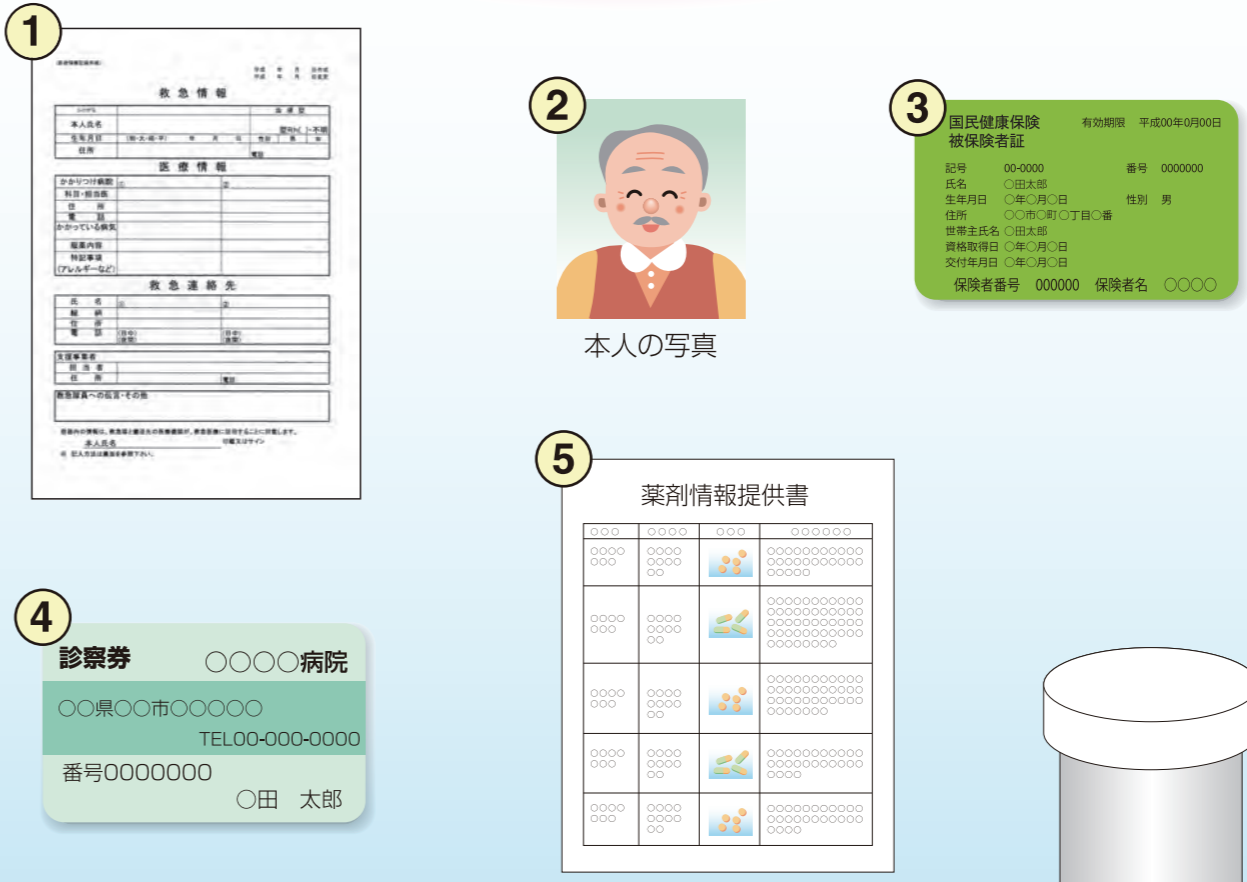 1
救急情報
本人氏名
生年月日
住所
電話
医療情報
かかりつけ病院 ① ②
科目・担当医
住 所
電 話
かかっている病気
服薬内容
特記事項
(アレルギーなど)
救急連絡先
氏 名 ① ②
続 柄
住 所
電 話
支援事業者
担当者
住 所 電話
救急隊員への伝言・その他
本人氏名
2
本人の写真
3
国民健康保険 有効期限 平成00年0月00日
被保険者証
記号 00-0000 番号 0000000
氏名 ○田太郎
生年月日 ○年○月○日 性別 男
住所 ○○市○町○丁目○番
世帯主氏名 ○田太郎
資格取得日 ○年○月○日
交付年月日 ○年○月○日
保険者番号 000000 保険者名 ○○○○
4
診察券 ○○○○病院
○○県○○市○○○○○
TEL00-000-0000
番号0000000
○田 太郎
5
薬剤情報提供書